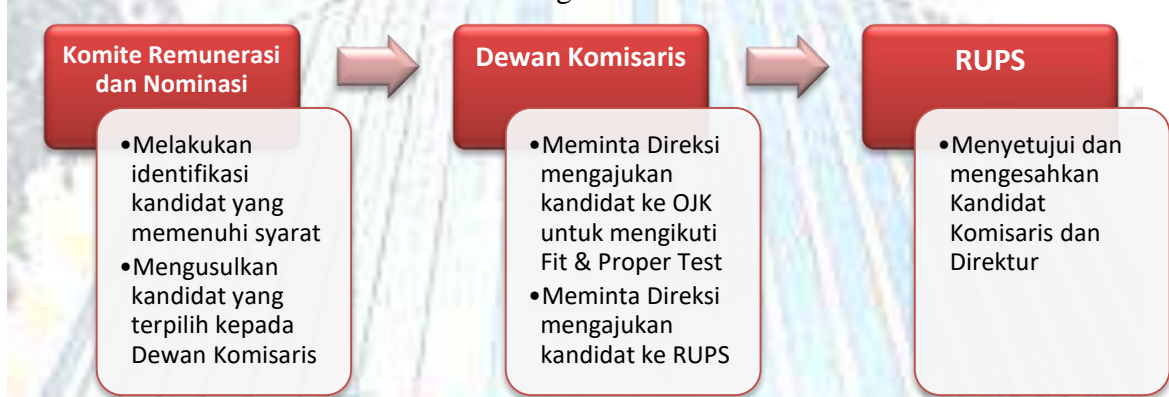 Komite Remunerasi
dan Nominasi
•Melakukan
identifikasi
kandidat yang
memenuhi syarat
•Mengusulkan
kandidat yang
terpilih kepada
Dewan Komisaris
Dewan Komisaris
•Meminta Direksi
mengajukan
kandidat ke OJK
untuk mengikuti
Fit & Proper Test
•Meminta Direksi
mengajukan
kandidat ke RUPS
RUPS
•Menyetujui dan
mengesahkan
Kandidat
Komisaris dan
Direktur